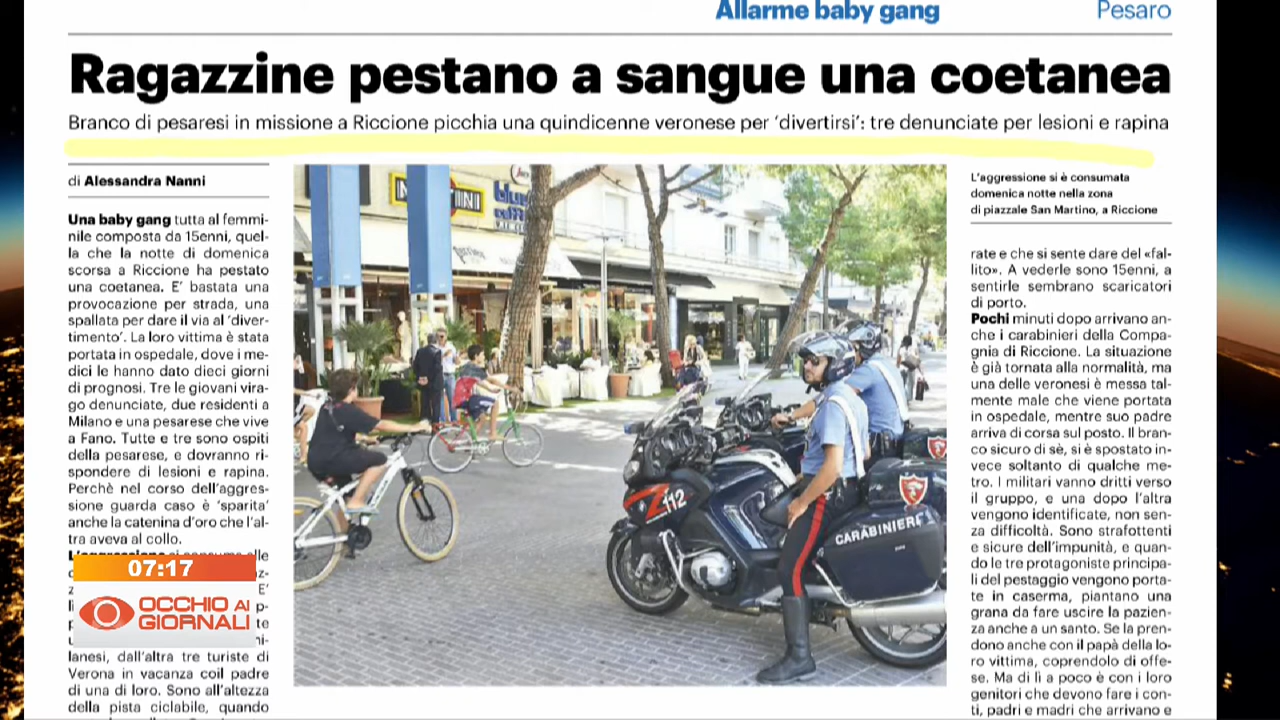 Allarme baby gang
Pesaro
Ragazzine pestano a sangue una coetanea
Branco di pesaresi in missione a Riccione picchia una quindicenne veronese per ‘divertirsi’: tre denunciate per lesioni e rapina
di Alessandra Nanni
Una baby gang tutta al femmi-
nile composta da 15enni, quel-
la che la notte di domenica
scorsa a Riccione ha pestato
una coetanea. E' bastata una
provocazione per strada, una
spallata per dare il via al ‘diver-
timento’. La loro vittima è stata
portata in ospedale, dove i me-
dici le hanno dato dieci giorni
di prognosi. Tre le giovani vira-
go denunciate, due residenti a
Milano e una pesarese che vive
a Fano. Tutte e tre sono ospiti
della pesarese, e dovranno ri-
spondere di lesioni e rapina.
Perchè nel corso dell'aggres-
sione guarda caso è ‘sparita’
anche la catenina d'oro che l'al-
tra aveva al collo.
L'aggressione si consuma alle
07:17
OCCHIO AI
GIORNALI
lanesi, dall'altra tre turiste di
Verona in vacanza coil padre
di una di loro. Sono all'altezza
della pista ciclabile, quando
112
CARABINIERI
L'aggressione si è consumata
domenica notte nella zona
di piazzale San Martino, a Riccione
rate e che si sente dare del «fal-
lito». A vederle sono 15enni, a
sentirle sembrano scaricatori
di porto.
Pochi minuti dopo arrivano an-
che i carabinieri della Compa-
gnia di Riccione. La situazione
è già tornata alla normalità, ma
una delle veronesi è messa tal-
mente male che viene portata
in ospedale, mentre suo padre
arriva di corsa sul posto. Il bran-
co sicuro di sè, si è spostato in-
vece soltanto di qualche me-
tro. I militari vanno dritti verso
il gruppo, e una dopo l'altra
vengono identificate, non sen-
za difficoltà. Sono strafottenti
e sicure dell'impunità, e quan-
do le tre protagoniste principa-
li del pestaggio vengono porta-
te in caserma, piantano una
grana da fare uscire la pazien-
za anche a un santo. Se la pren-
dono anche con il papà della lo-
ro vittima, coprendolo di offe-
se. Ma di lì a poco è con i loro
genitori che devono fare i con-
ti, padri e madri che arrivano e